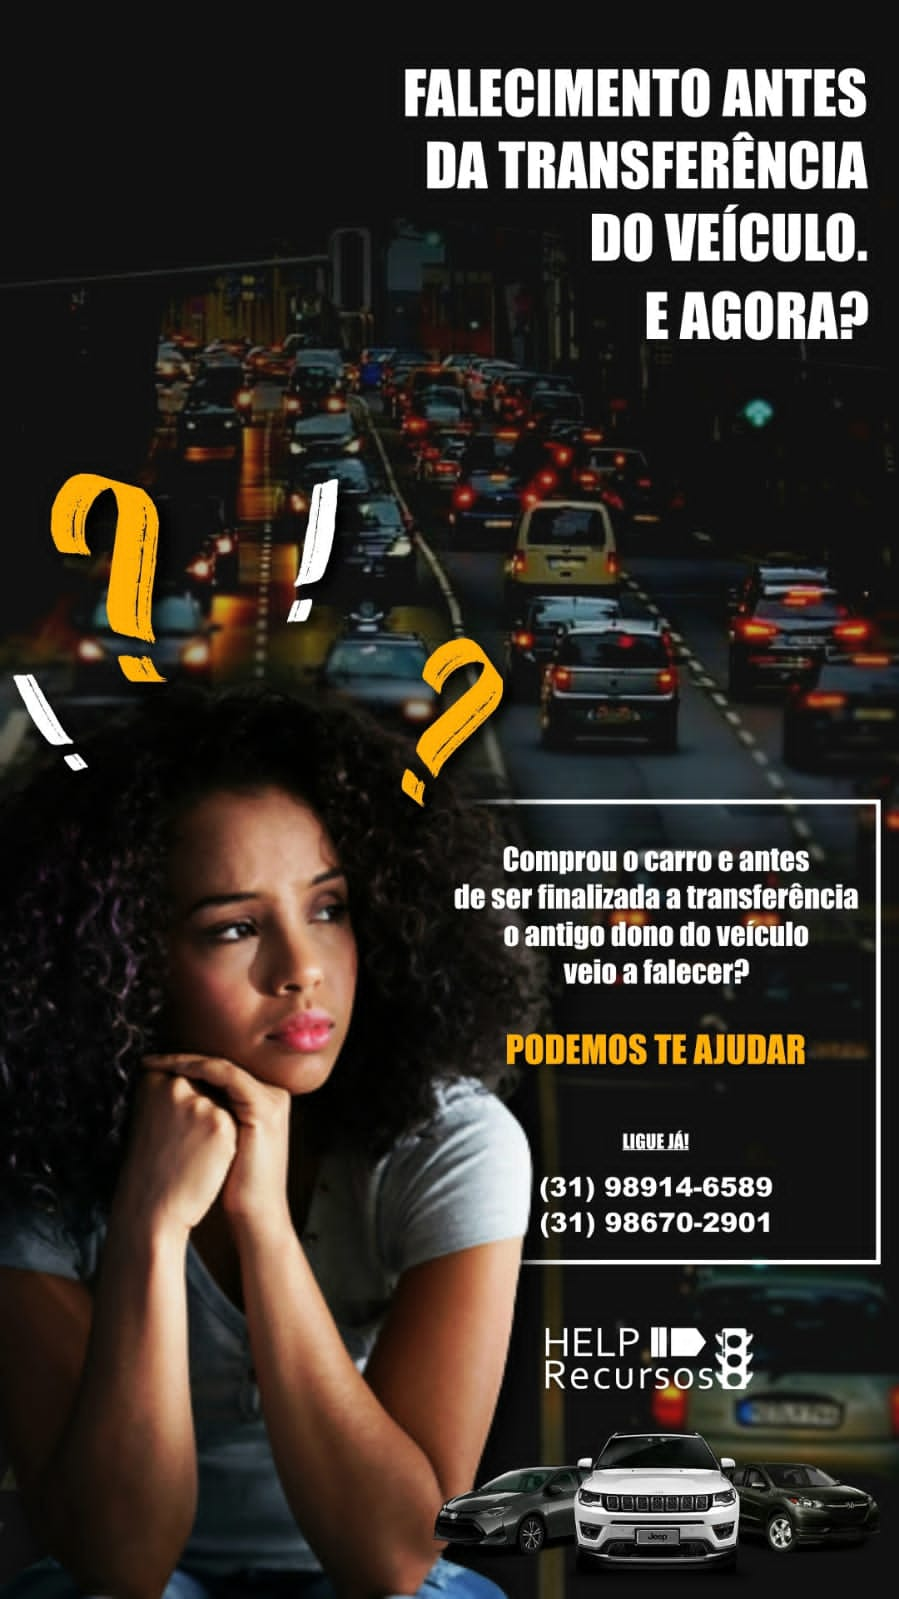 FALECIMENTO ANTES
DA TRANSFERÊNCIA
DO VEÍCULO.
E AGORA?
? ! ! ?
Comprou o carro e antes
de ser finalizada a transferência
o antigo dono do veículo
veio a falecer?
PODEMOS TE AJUDAR
LIGUE JÁ!
(31) 98914-6589
(31) 98670-2901
HELP
Recursos
Jeep